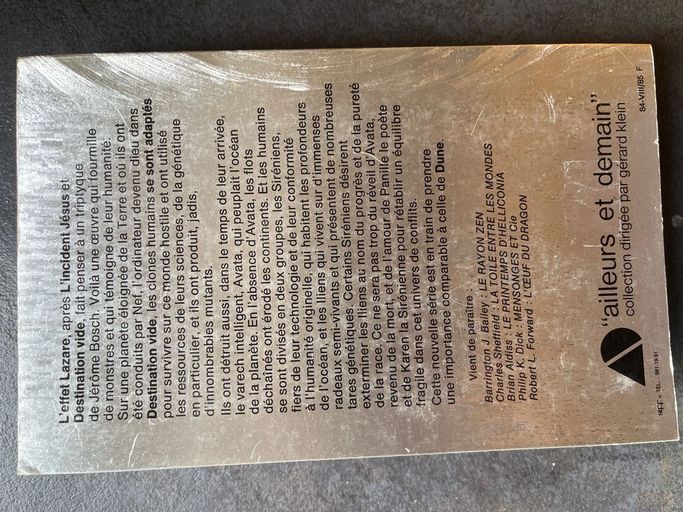 L'effet Lazare, après L'incident Jésus et
Destination vide, fait penser à un triptyque
de Jérôme Bosch. Voilà une œuvre qui fourmille
de monstres et qui témoigne de leur humanité.
Sur une planète éloignée de la Terre et où ils ont
été conduits par Nef, l'ordinateur devenu dieu dans
Destination vide, les clones humains se sont adaptés
pour survivre sur ce monde hostile et ont utilisé
les ressources de leurs sciences, de la génétique
en particulier, et ils ont produit, jadis,
d'innombrables mutants.
Ils ont détruit aussi, dans le temps de leur arrivée,
le varech intelligent, Avata, qui peuplait l'océan
de la planète. En l'absence d'Avata, les flots
déchaînés ont érodé les continents. Et les humains
se sont divisés en deux groupes, les Siréniens,
fiers de leur technologie et de leur conformité
à l'humanité originelle, qui habitent les profondeurs
de l'océan et les Iliens qui vivent sur d'immenses
radeaux semi-vivants et qui présentent de nombreuses
tares génétiques. Certains Siréniens désirent
exterminer les Iliens au nom du progrès et de la pureté
de la race. Ce ne sera pas trop du réveil d'Avata,
revenue de la mort, et de l'amour de Panille le poète
et de Karen la Sirénienne pour rétablir un équilibre
fragile dans cet univers de conflits.
Cette nouvelle série est en train de prendre
une importance comparable à celle de Dune.
Vient de paraître :
Barrington J. Bailey : LE RAYON ZEN
Charles Sheffield : LA TOILE ENTRE LES MONDES
Brian Aldiss : LE PRINTEMPS D'HELLICONIA
Philip K. Dick : MENSONGES ET Cie
Robert L. Forward : L'ŒUF DU DRAGON
"ailleurs et demain"
collection dirigée par gérard klein
84-VIII/85 F